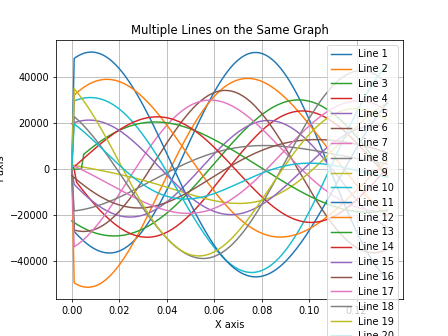 Multiple Lines on the Same Graph
40000
20000
0
−20000
−40000
0.00 0.02 0.04 0.06 0.08 0.10
X axis
Line 1
Line 2
Line 3
Line 4
Line 5
Line 6
Line 7
Line 8
Line 9
Line 10
Line 11
Line 12
Line 13
Line 14
Line 15
Line 16
Line 17
Line 18
Line 19
Line 20